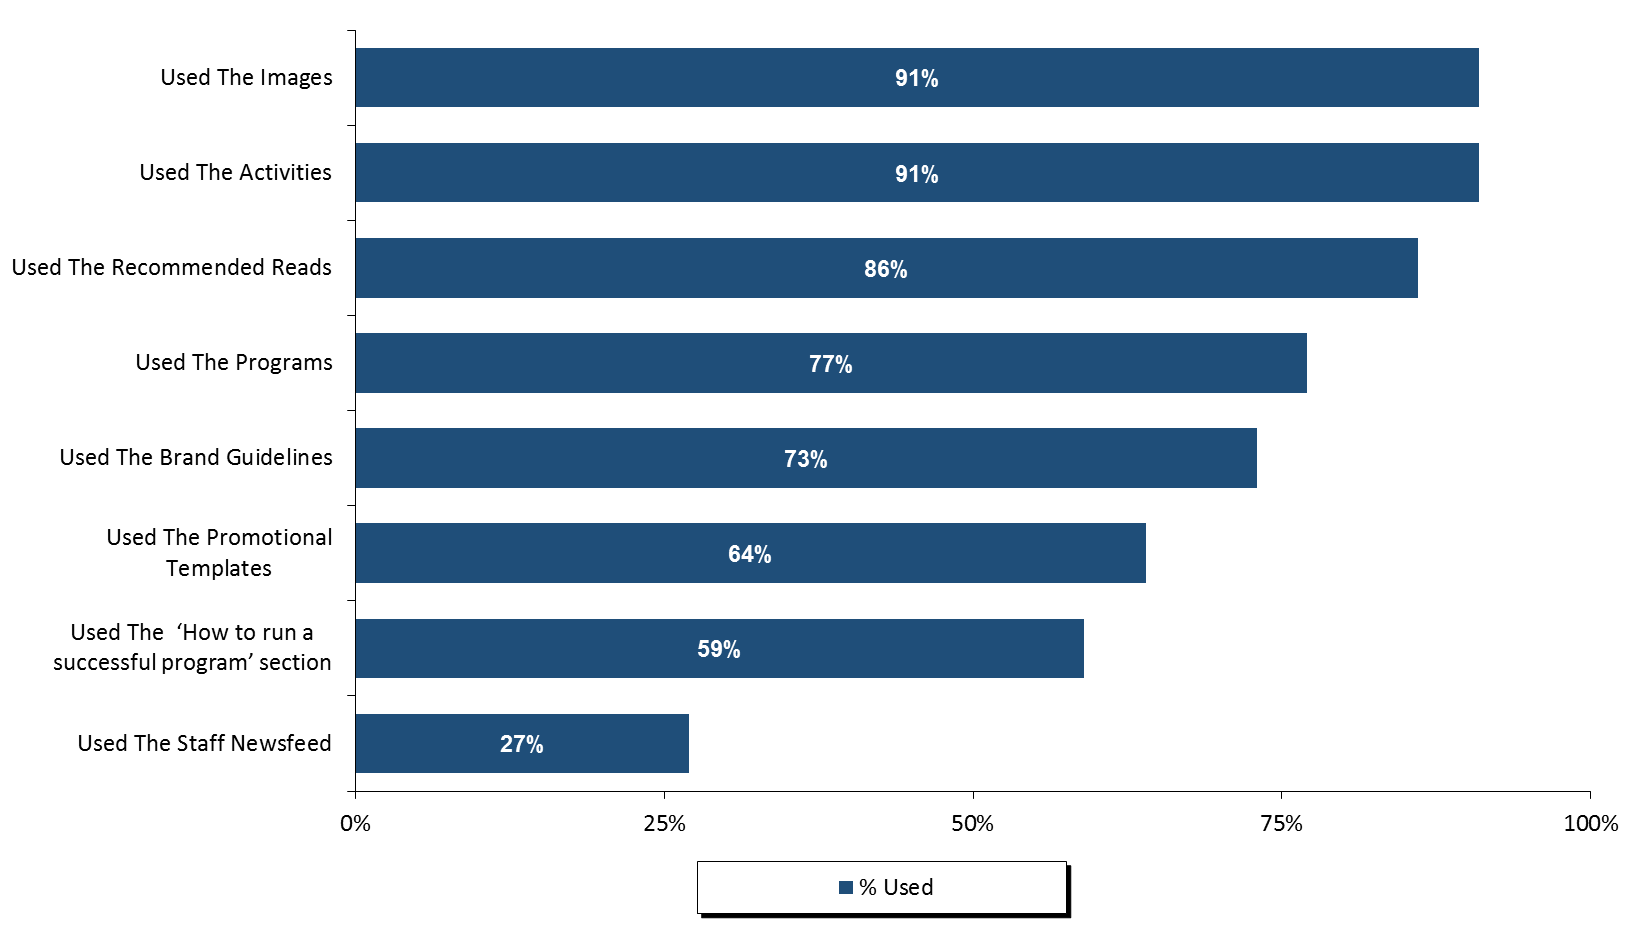 Used The Images
91%
Used The Activities
91%
Used The Recommended Reads
86%
Used The Programs
77%
Used The Brand Guidelines
73%
Used The Promotional
Templates
64%
Used The  ‘How to run a
successful program’ section
59%
Used The Staff Newsfeed
27%
0% 25% 50% 75% 100%
% Used